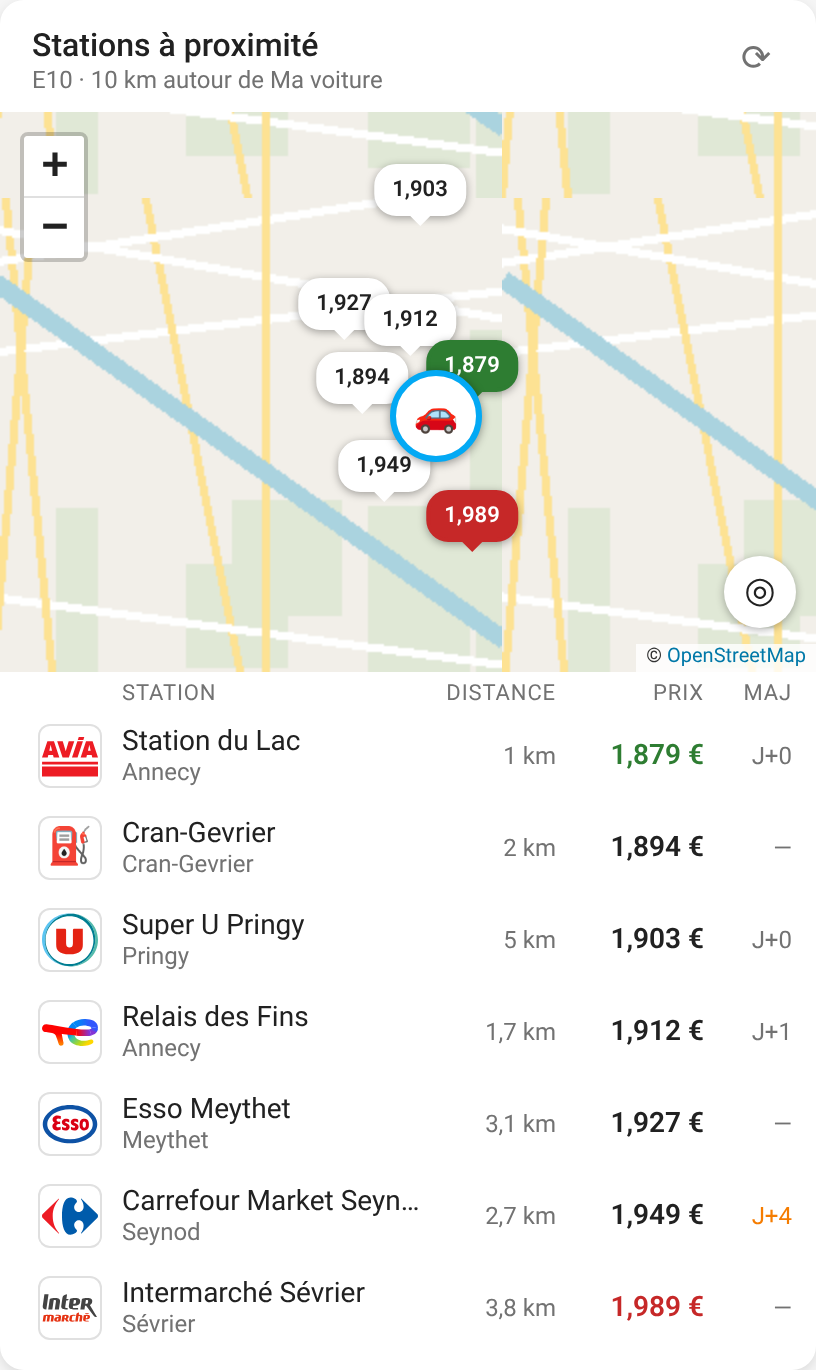 Stations à proximité
E10 · 10 km autour de Ma voiture
+
−
1,903
1,927
1,912
1,879
1,894
1,949
1,989
© OpenStreetMap
STATION DISTANCE PRIX MAJ
AVIA Station du Lac 1 km 1,879 € J+0
Annecy
Cran-Gevrier 2 km 1,894 € —
Cran-Gevrier
U Super U Pringy 5 km 1,903 € J+0
Pringy
Relais des Fins 1,7 km 1,912 € J+1
Annecy
Esso Esso Meythet 3,1 km 1,927 € —
Meythet
Carrefour Market Seyn… 2,7 km 1,949 € J+4
Seynod
Inter Intermarché Sévrier 3,8 km 1,989 € —
marché Sévrier